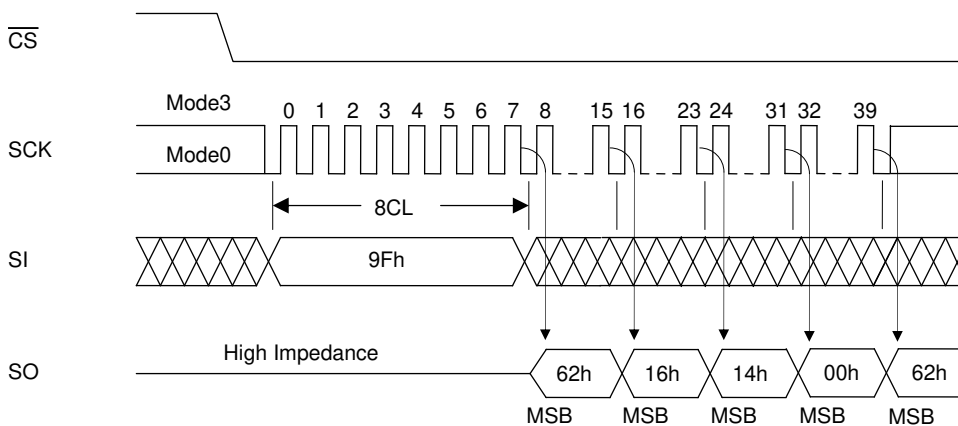 CS
Mode3
0 1 2 3 4 5 6 7 8 15 16 23 24 31 32 39
SCK
Mode0
8CL
SI
9Fh
High Impedance
SO
62h 16h 14h 00h 62h
MSB MSB MSB MSB MSB